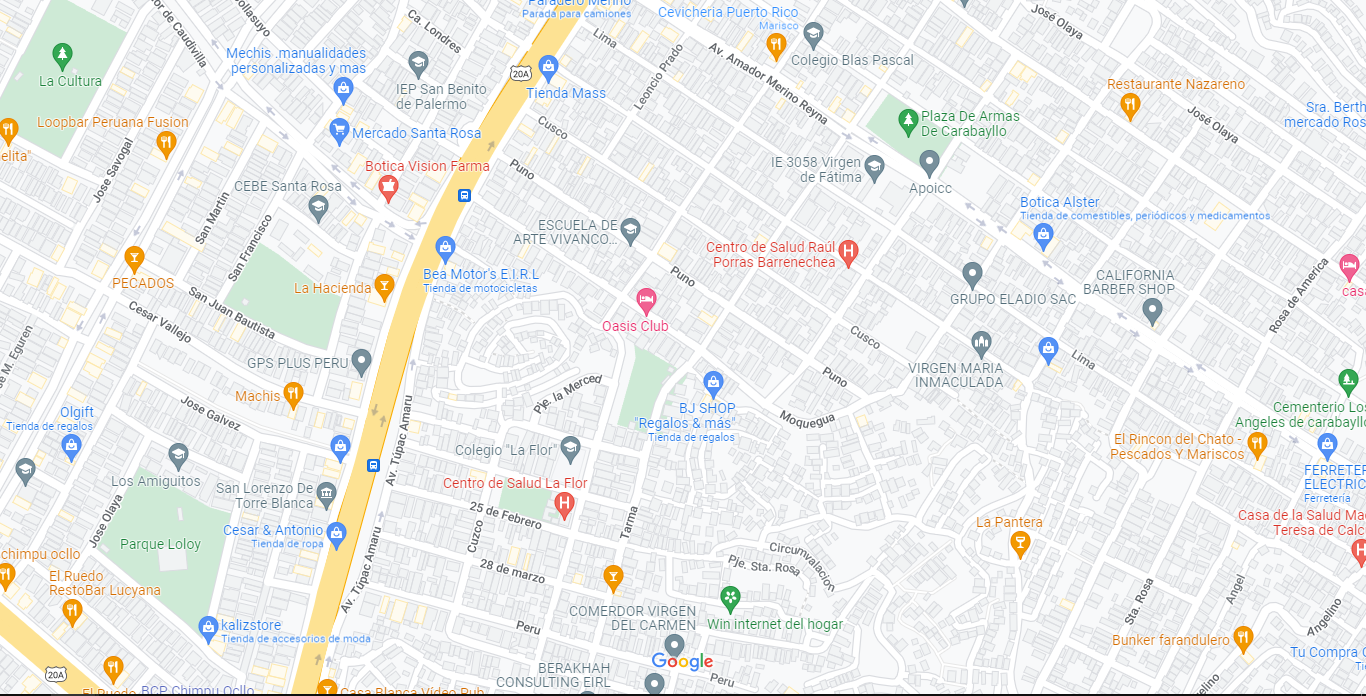 Paradero Merino
Parada para camiones
Cevicheria Puerto Rico
Marisco
José Olaya
Ca. Londres
Lima
Av. Amador Merino Reyna
Colegio Blas Pascal
Mechis .manualidades
personalizadas y mas
La Cultura
20A
Leoncio Prado
IEP San Benito
de Palermo
Tienda Mass
Restaurante Nazareno
Loopbar Peruana Fusion
Mercado Santa Rosa
Cusco
Plaza De Armas
De Carabayllo
José Olaya
Sra. Berth
mercado Ros
elita"
Jose Savogal
Botica Vision Farma
Puno
IE 3058 Virgen
de Fátima
Apoicc
CEBE Santa Rosa
San Martin
San Francisco
ESCUELA DE
ARTE VIVANCO...
Botica Alster
Tienda de comestibles, periódicos y medicamentos
Centro de Salud Raúl
Porras Barrenechea
PECADOS
La Hacienda
Bea Motor's E.I.R.L
Tienda de motocicletas
Puno
GRUPO ELADIO SAC
CALIFORNIA
BARBER SHOP
Rosa de America
casa
San Juan Bautista
Cesar Vallejo
Oasis Club
Cusco
Lima
GPS PLUS PERU
VIRGEN MARIA
INMACULADA
Puno
Machis
Pje. la Merced
BJ SHOP
"Regalos & más"
Tienda de regalos
Moquegua
Cementerio Los
Angeles de carabayllo
Olgift
Tienda de regalos
Jose Galvez
Av. Túpac Amaru
Colegio "La Flor"
El Rincon del Chato -
Pescados Y Mariscos
Los Amiguitos
San Lorenzo De
Torre Blanca
Centro de Salud La Flor
FERRETER
ELECTRIC
Ferretería
Jose Olaya
25 de Febrero
Tarma
Cuzco
La Pantera
Casa de la Salud Mad
Teresa de Calc
Cesar & Antonio
Tienda de ropa
Parque Loloy
chimpu ocllo
El Ruedo
RestoBar Lucyana
Av. Túpac Amaru
28 de marzo
Circunvalacion
Pje. Sta. Rosa
Sta. Rosa
Angel
Angelino
COMERDOR VIRGEN
DEL CARMEN
Win internet del hogar
Bunker farandulero
kalizstore
Tienda de accesorios de moda
Peru
Google
Tu Compra
20A
BERAKHAH
CONSULTING EIRL
Peru
El Ruedo
BCP Chimpu Ocllo
Casa Blanca Video Pub